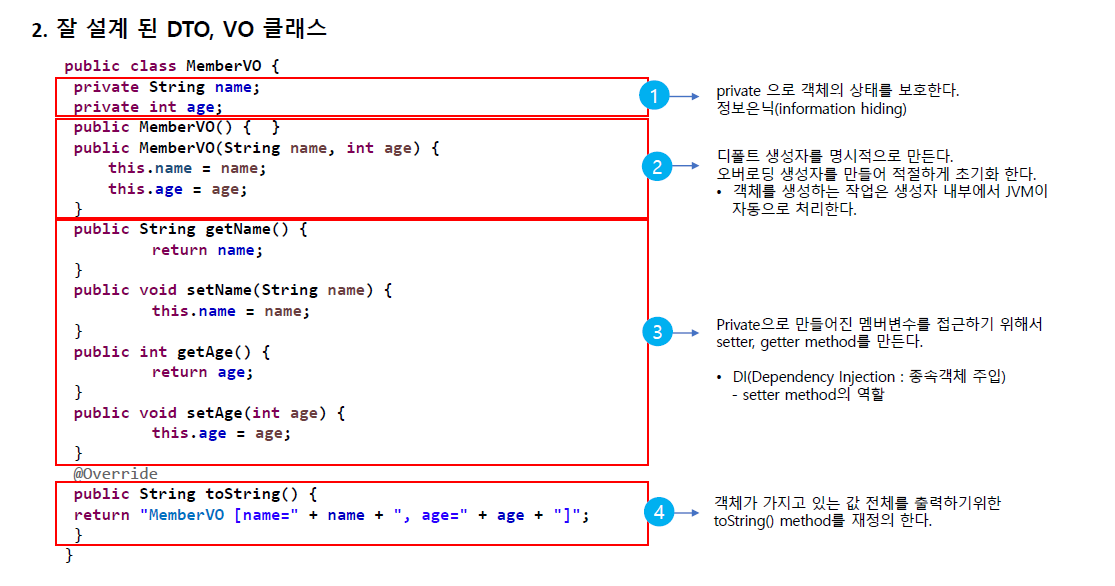 2. 잘 설계 된 DTO, VO 클래스
public class MemberVO {
private String name;
private int age;
public MemberVO() {  }
public MemberVO(String name, int age) {
this.name = name;
this.age = age;
}
public String getName() {
return name;
}
public void setName(String name) {
this.name = name;
}
public int getAge() {
return age;
}
public void setAge(int age) {
this.age = age;
}
@Override
public String toString() {
return "MemberVO [name=" + name + ", age=" + age + "]";
}
}
1
private 으로 객체의 상태를 보호한다.
정보은닉(information hiding)
2
디폴트 생성자를 명시적으로 만든다.
오버로딩 생성자를 만들어 적절하게 초기화 한다.
• 객체를 생성하는 작업은 생성자 내부에서 JVM이
자동으로 처리한다.
3
Private으로 만들어진 멤버변수를 접근하기 위해서
setter, getter method를 만든다.
• DI(Dependency Injection : 종속객체 주입)
- setter method의 역할
4
객체가 가지고 있는 값 전체를 출력하기위한
toString() method를 재정의 한다.